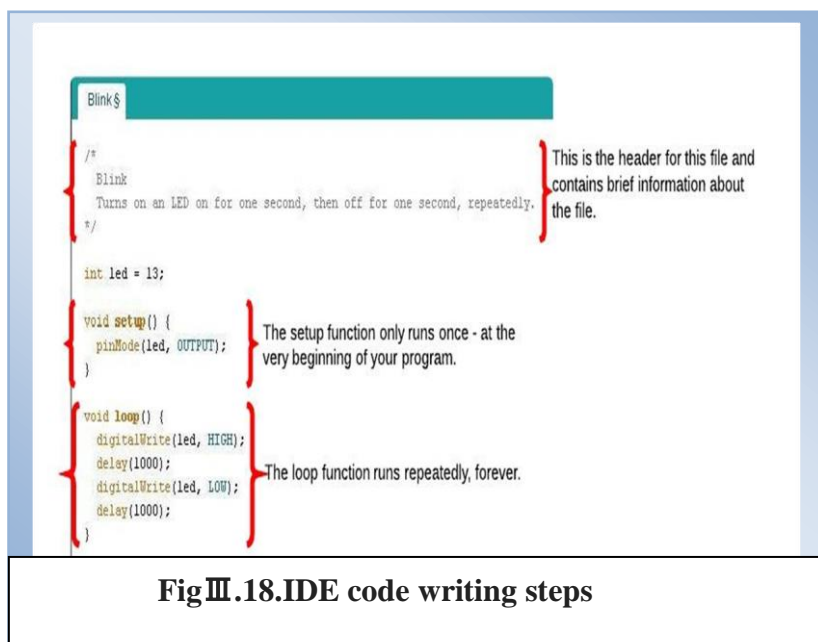 Blink§
/*
Blink
Turns on an LED on for one second, then off for one second, repeatedly.
*/
This is the header for this file and
contains brief information about
the file.
int led = 13;
void setup() {
pinMode(led, OUTPUT);
}
The setup function only runs once - at the
very beginning of your program.
void loop() {
digitalWrite(led, HIGH);
delay(1000);
digitalWrite(led, LOW);
delay(1000);
}
The loop function runs repeatedly, forever.
FigⅢ.18.IDE code writing steps